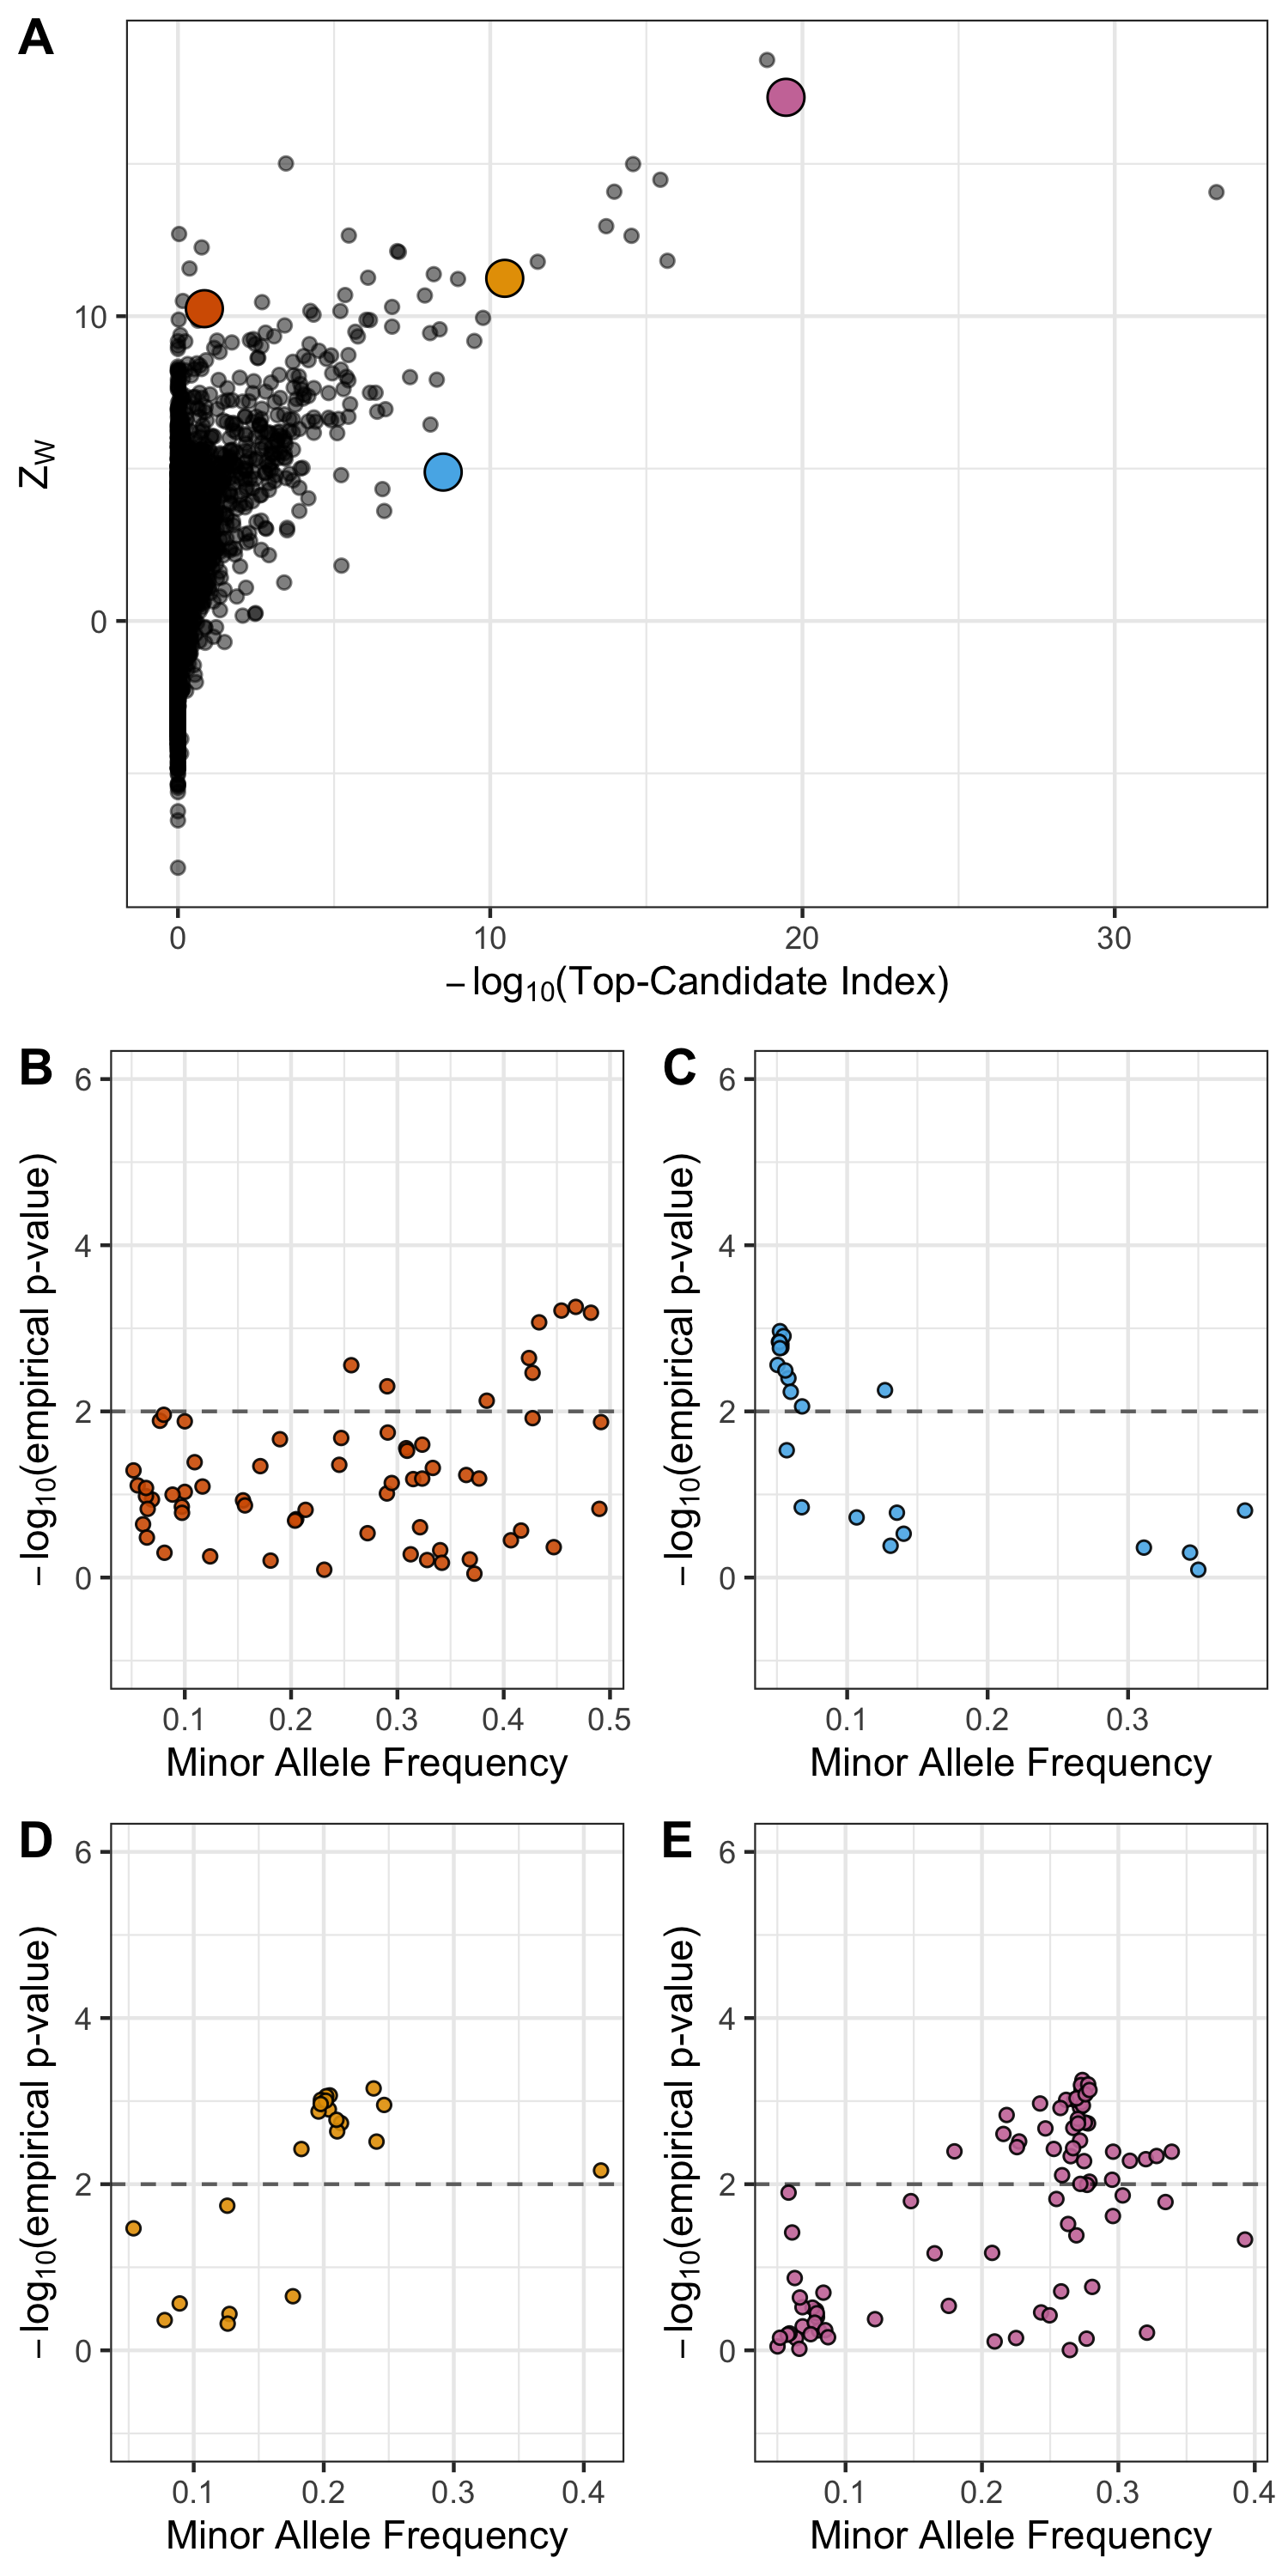 A
10
0
Z_W
0 10 20 30
− log10(Top-Candidate Index)
B
6
4
2
0
− log10(empirical p-value)
0.1 0.2 0.3 0.4 0.5
Minor Allele Frequency
C
6
4
2
0
− log10(empirical p-value)
0.1 0.2 0.3
Minor Allele Frequency
D
6
4
2
0
− log10(empirical p-value)
0.1 0.2 0.3 0.4
Minor Allele Frequency
E
6
4
2
0
− log10(empirical p-value)
0.1 0.2 0.3 0.4
Minor Allele Frequency